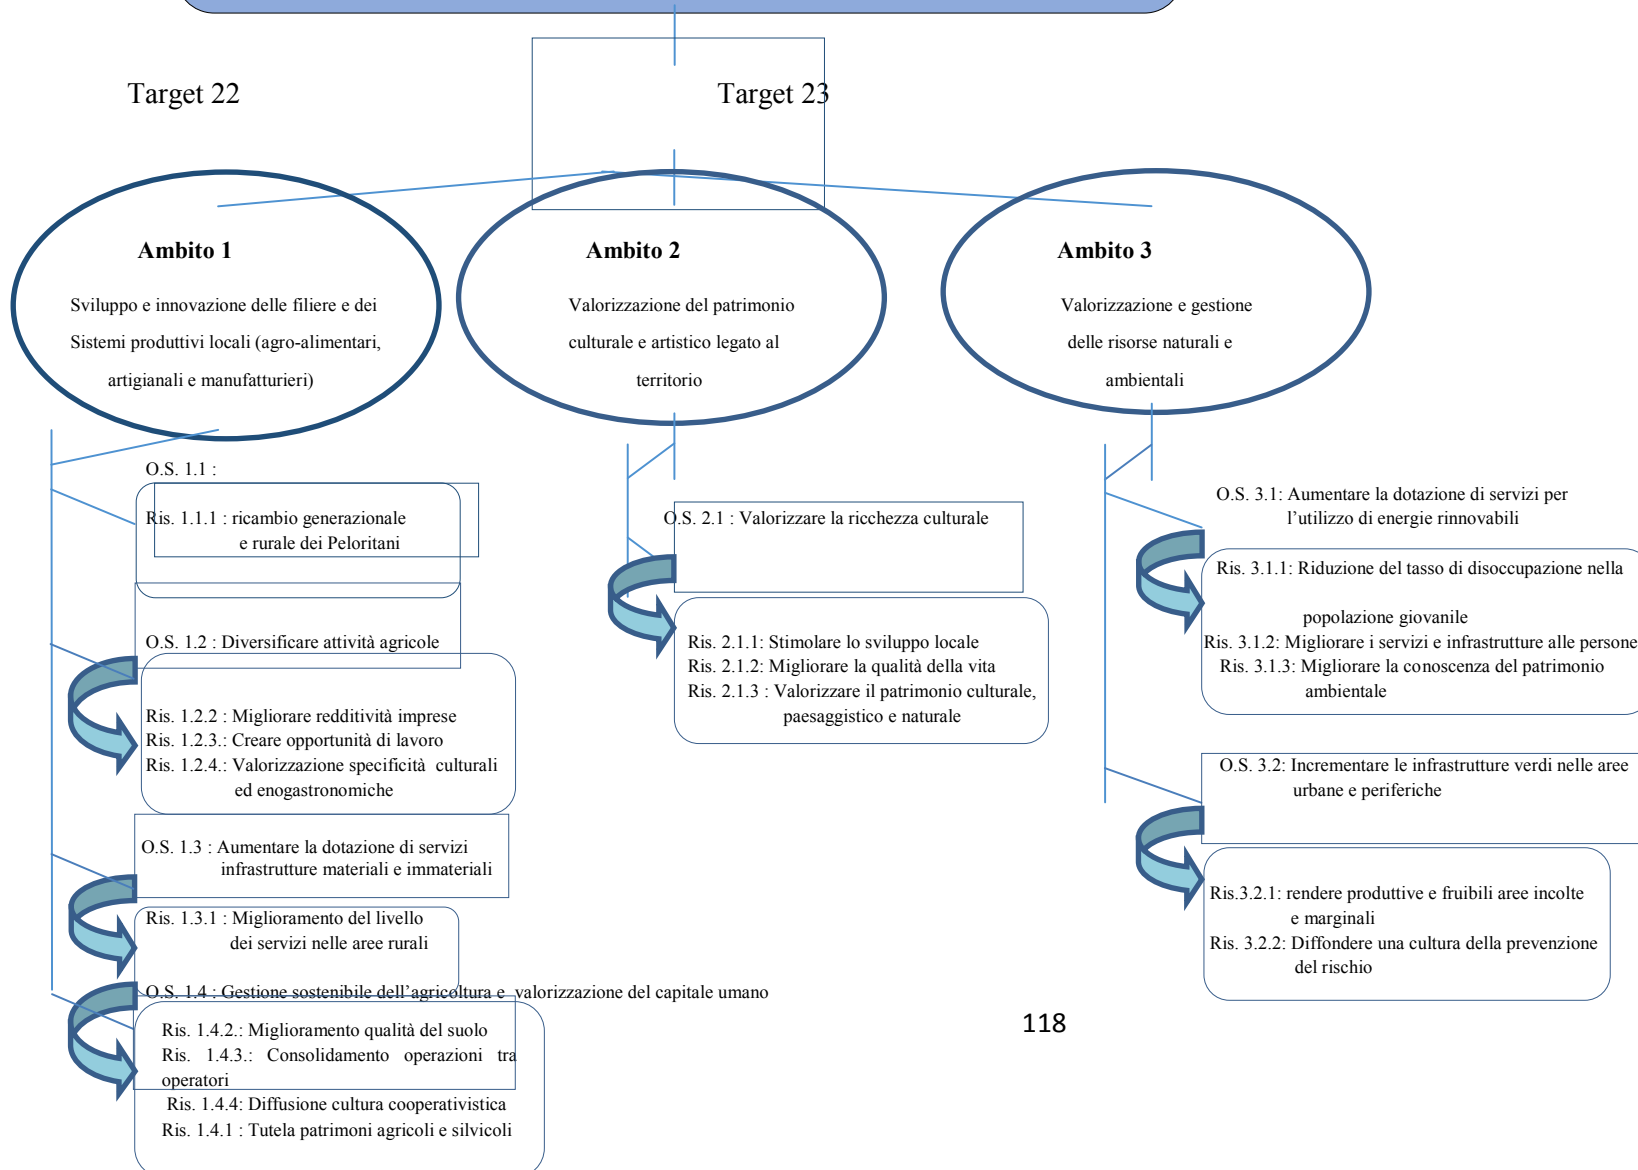 Target 22
Target 23
Ambito 1
Sviluppo e innovazione delle filiere e dei
Sistemi produttivi locali (agro-alimentari,
artigianali e manufatturieri)
Ambito 2
Valorizzazione del patrimonio
culturale e artistico legato al
territorio
Ambito 3
Valorizzazione e gestione
delle risorse naturali e
ambientali
O.S. 1.1 :
Ris. 1.1.1 : ricambio generazionale
e rurale dei Peloritani
O.S. 1.2 : Diversificare attività agricole
Ris. 1.2.2 : Migliorare redditività imprese
Ris. 1.2.3.: Creare opportunità di lavoro
Ris. 1.2.4.: Valorizzazione specificità culturali
ed enogastronomiche
O.S. 1.3 : Aumentare la dotazione di servizi
infrastrutture materiali e immateriali
Ris. 1.3.1 : Miglioramento del livello
dei servizi nelle aree rurali
O.S. 1.4 : Gestione sostenibile dell'agricoltura e valorizzazione del capitale umano
Ris. 1.4.2.: Miglioramento qualità del suolo
Ris. 1.4.3.: Consolidamento operazioni tra
operatori
Ris. 1.4.4: Diffusione cultura cooperativistica
Ris. 1.4.1 : Tutela patrimoni agricoli e silvicoli
O.S. 2.1 : Valorizzare la ricchezza culturale
Ris. 2.1.1: Stimolare lo sviluppo locale
Ris. 2.1.2: Migliorare la qualità della vita
Ris. 2.1.3 : Valorizzare il patrimonio culturale,
paesaggistico e naturale
O.S. 3.1: Aumentare la dotazione di servizi per
l'utilizzo di energie rinnovabili
Ris. 3.1.1: Riduzione del tasso di disoccupazione nella
popolazione giovanile
Ris. 3.1.2: Migliorare i servizi e infrastrutture alle persone
Ris. 3.1.3: Migliorare la conoscenza del patrimonio
ambientale
O.S. 3.2: Incrementare le infrastrutture verdi nelle aree
urbane e periferiche
Ris.3.2.1: rendere produttive e fruibili aree incolte
e marginali
Ris. 3.2.2: Diffondere una cultura della prevenzione
del rischio
118